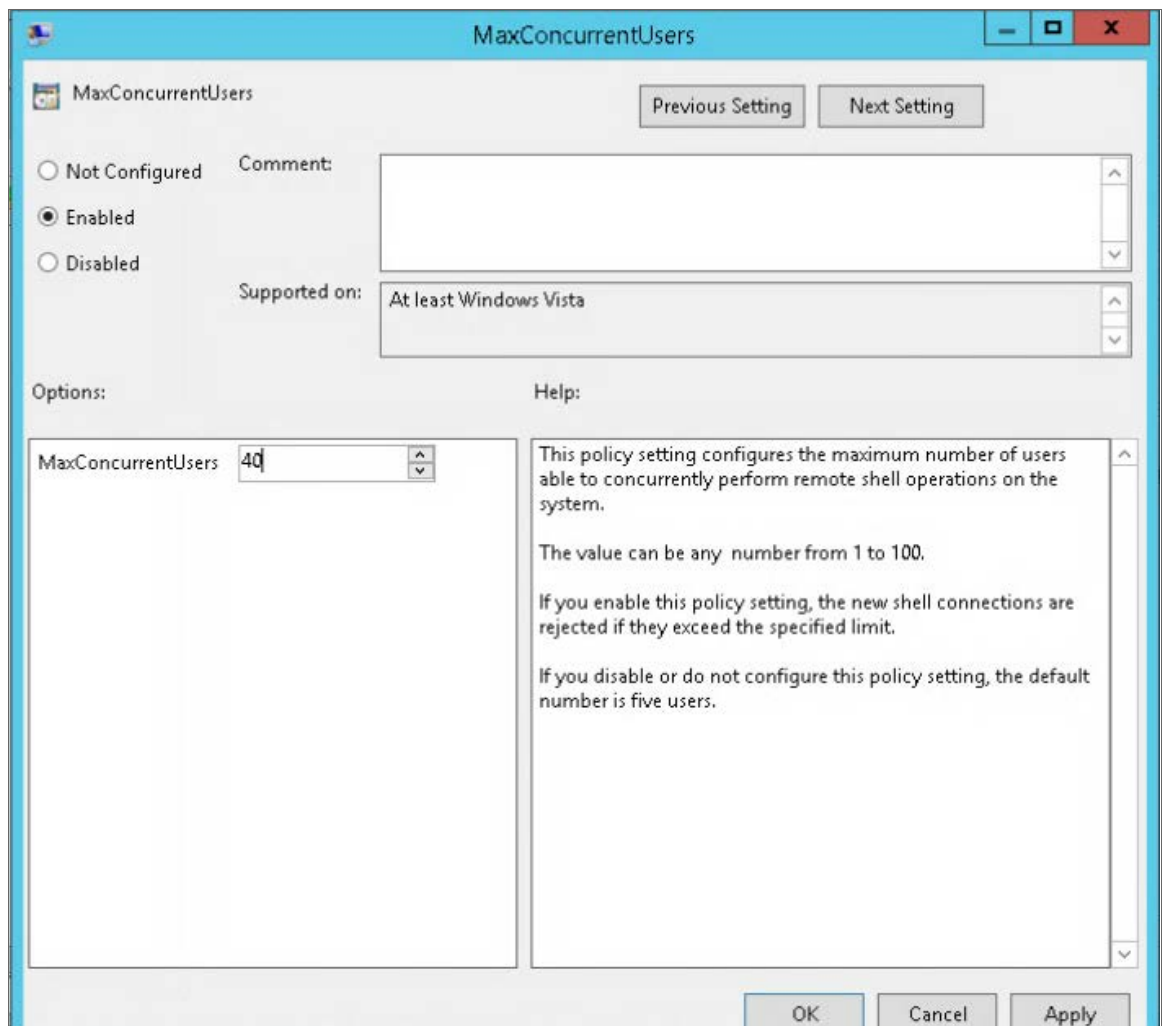 MaxConcurrentUsers
x
MaxConcurrentUsers
Previous Setting
Next Setting
Not Configured
Comment:
Enabled
Disabled
Supported on:
At least Windows Vista
Options:
Help:
MaxConcurrentUsers
40
This policy setting configures the maximum number of users
able to concurrently perform remote shell operations on the
system.
The value can be any  number from 1 to 100.
If you enable this policy setting, the new shell connections are
rejected if they exceed the specified limit.
If you disable or do not configure this policy setting, the default
number is five users.
OK
Cancel
Apply